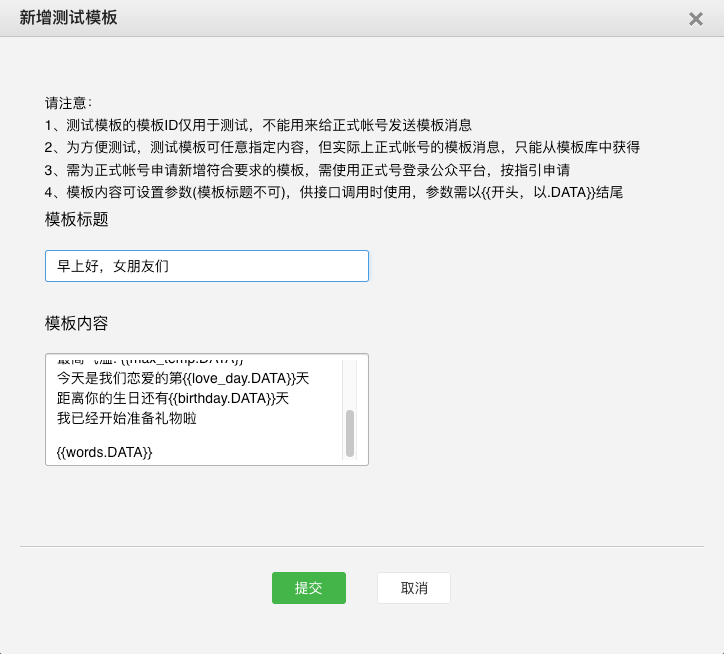 新增测试模板
请注意：
1、测试模板的模板ID仅用于测试，不能用来给正式帐号发送模板消息
2、为方便测试，测试模板可任意指定内容，但实际上正式帐号的模板消息，只能从模板库中获得
3、需为正式帐号申请新增符合要求的模板，需使用正式号登录公众平台，按指引申请
4、模板内容可设置参数(模板标题不可)，供接口调用时使用，参数需以{{开头，以.DATA}}结尾
模板标题
早上好，女朋友们
模板内容
最高气温: {{max_temp.DATA}}
今天是我们恋爱的第{{love_day.DATA}}天
距离你的生日还有{{birthday.DATA}}天
我已经开始准备礼物啦
{{words.DATA}}
提交
取消